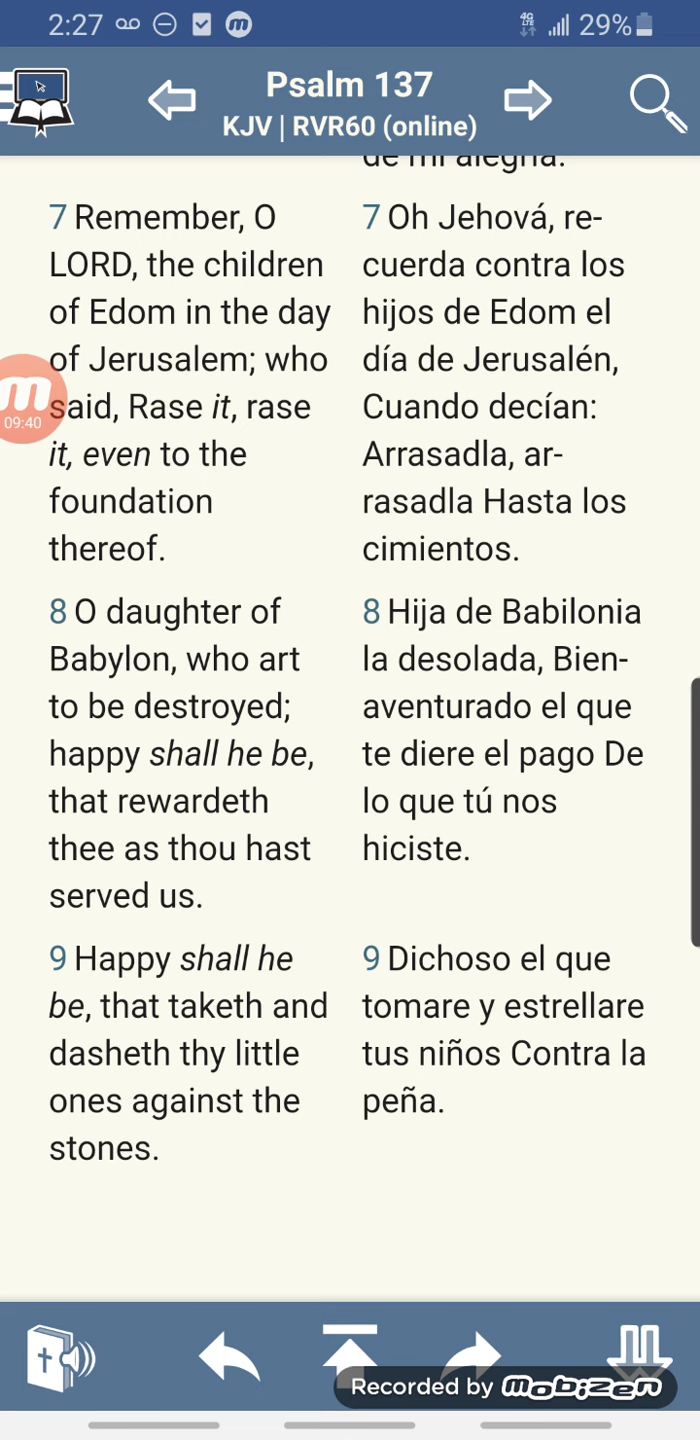 2:27
4G LTE
29%
Psalm 137
KJV | RVR60 (online)
de mi alegría.
7 Remember, O
LORD, the children
of Edom in the day
of Jerusalem; who
said, Rase it, rase
it, even to the
foundation
thereof.
7 Oh Jehová, re-
cuerda contra los
hijos de Edom el
día de Jerusalén,
Cuando decían:
Arrasadla, ar-
rasadla Hasta los
cimientos.
m
09:40
8 O daughter of
Babylon, who art
to be destroyed;
happy shall he be,
that rewardeth
thee as thou hast
served us.
8 Hija de Babilonia
la desolada, Bien-
aventurado el que
te diere el pago De
lo que tú nos
hiciste.
9 Happy shall he
be, that taketh and
dasheth thy little
ones against the
stones.
9 Dichoso el que
tomare y estrellare
tus niños Contra la
peña.
Recorded by mobizen